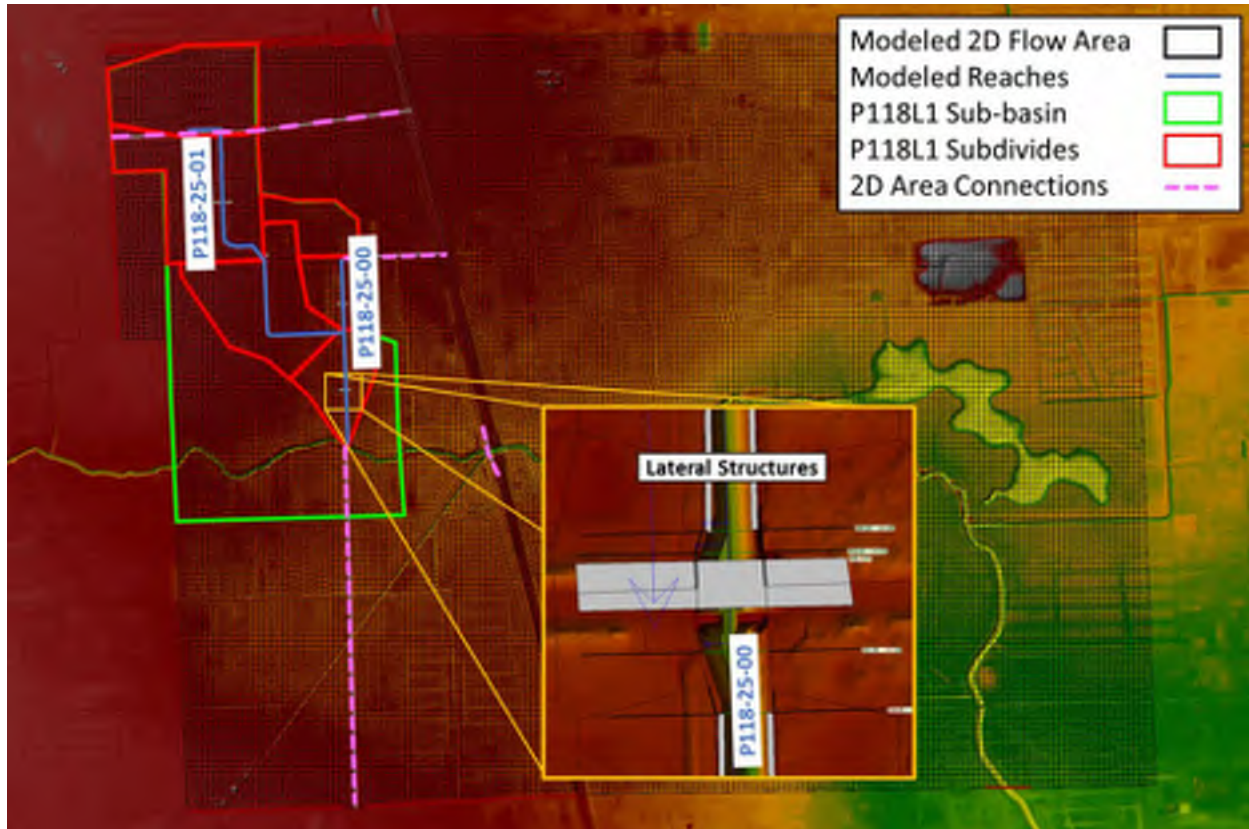 Modeled 2D Flow Area
Modeled Reaches
P118L1 Sub-basin
P118L1 Subdivides
2D Area Connections
P118-25-01
P118-25-00
Lateral Structures
P118-25-00